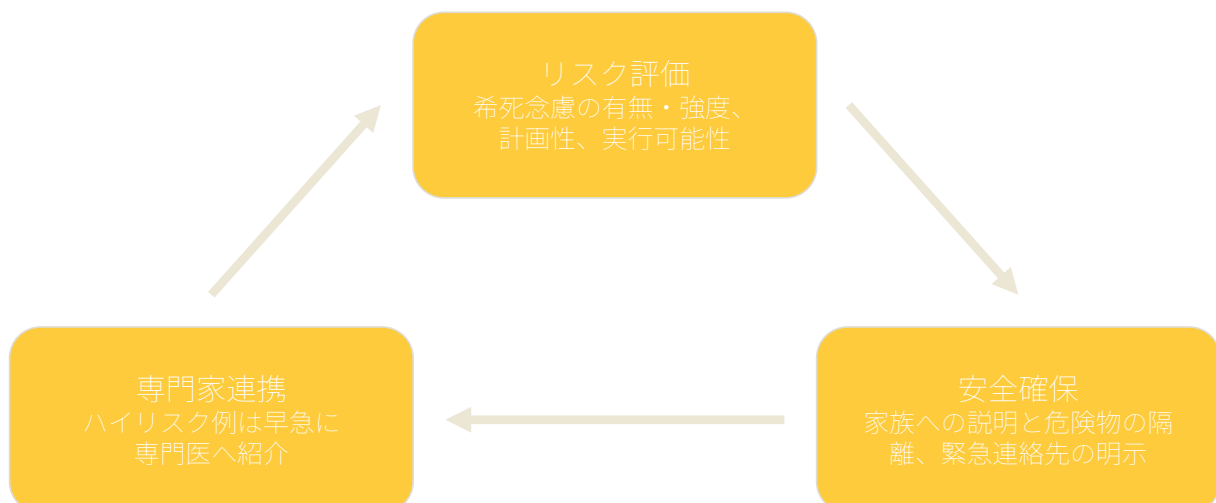 リスク評価
希死念慮の有無・強度、
計画性、実行可能性
専門家連携
ハイリスク例は早急に
専門医へ紹介
安全確保
家族への説明と危険物の隔
離、緊急連絡先の明示